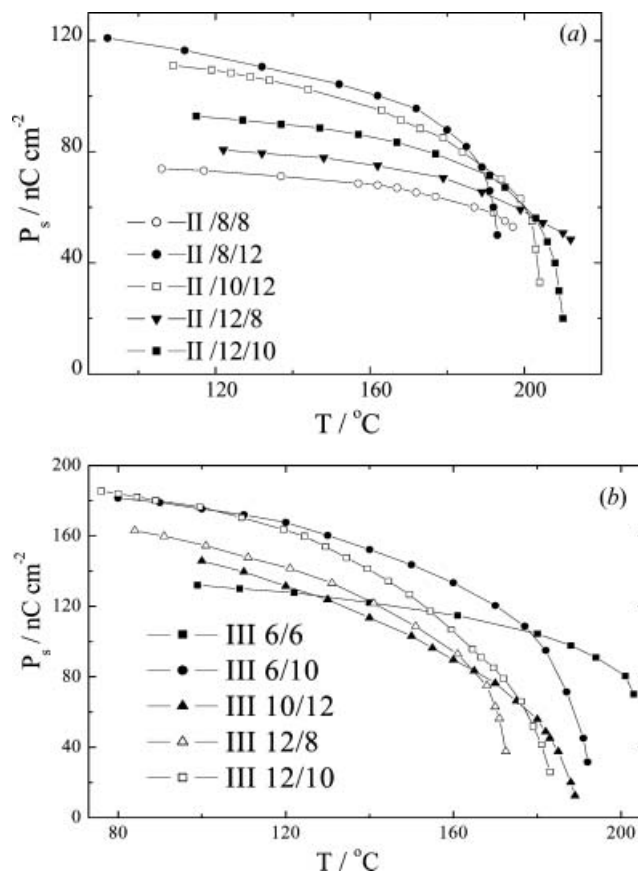 (a)
120
80
40
0
P_s / nC cm⁻²
II /8/8
II /8/12
II /10/12
II /12/8
II /12/10
120
160
200
T / °C
(b)
200
160
120
80
40
0
P_s / nC cm⁻²
III 6/6
III 6/10
III 10/12
III 12/8
III 12/10
80
120
160
200
T / °C